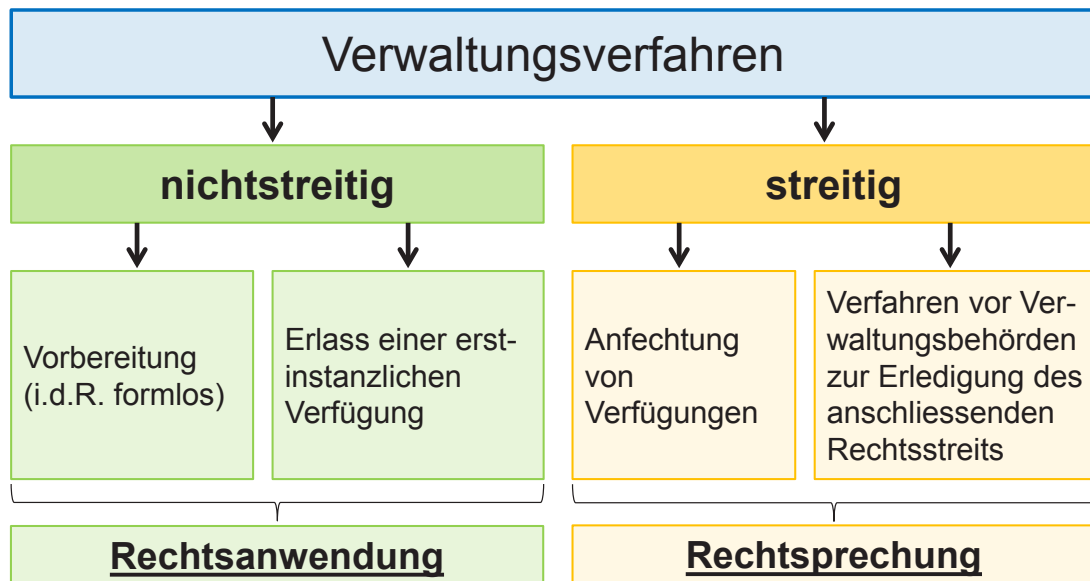 Verwaltungsverfahren
nichtstreitig
streitig
Vorbereitung
(i.d.R. formlos)
Erlass einer erst-
instanzlichen
Verfügung
Anfechtung
von
Verfügungen
Verfahren vor Ver-
waltungsbehörden
zur Erledigung des
anschliessenden
Rechtsstreits
Rechtsanwendung
Rechtsprechung